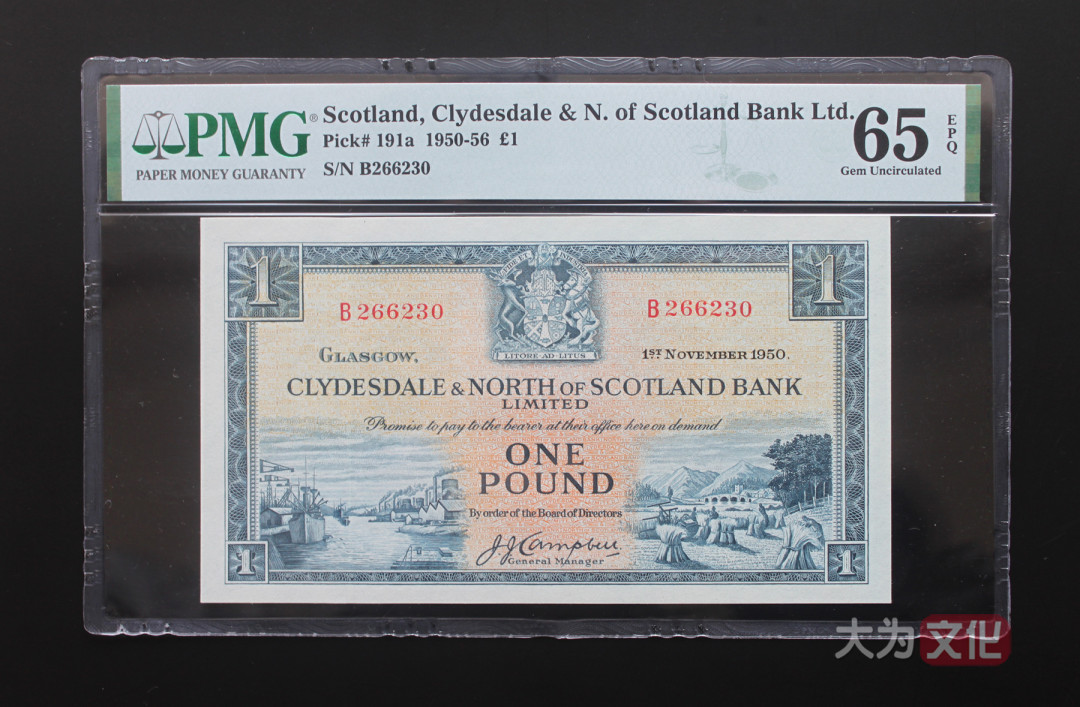 PMG®
PAPER MONEY GUARANTY
Scotland, Clydesdale & N. of Scotland Bank Ltd.
Pick# 191a 1950-56 £1
S/N B266230
65 EPQ
Gem Uncirculated
1
1
B 266230
B 266230
LITORE·AD·LITUS
GLASGOW,
1ST NOVEMBER 1950.
CLYDESDALE & NORTH OF SCOTLAND BANK
LIMITED
Promise to pay to the bearer at their office here on demand
ONE
POUND
By order of the Board of Directors
J J Campbell
General Manager
1
1
大为文化